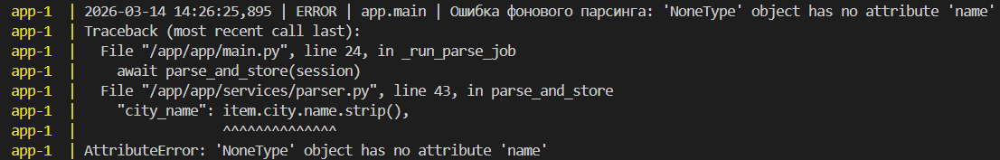 app-1 | 2026-03-14 14:26:25,895 | ERROR | app.main | Ошибка фонового парсинга: 'NoneType' object has no attribute 'name'
app-1 | Traceback (most recent call last):
app-1 |   File "/app/app/main.py", line 24, in _run_parse_job
app-1 |     await parse_and_store(session)
app-1 |   File "/app/app/services/parser.py", line 43, in parse_and_store
app-1 |     "city_name": item.city.name.strip(),
app-1 |                  ^^^^^^^^^^^^^^
app-1 | AttributeError: 'NoneType' object has no attribute 'name'